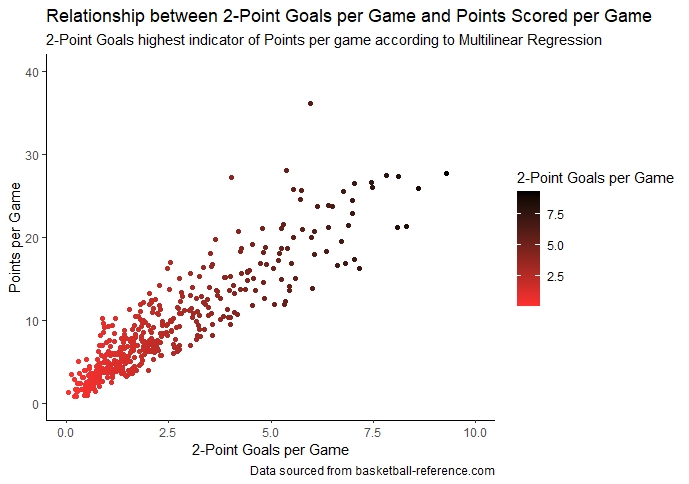 Relationship between 2-Point Goals per Game and Points Scored per Game
2-Point Goals highest indicator of Points per game according to Multilinear Regression
40
30
20
10
0
Points per Game
0.0 2.5 5.0 7.5 10.0
2-Point Goals per Game
2-Point Goals per Game
7.5
5.0
2.5
Data sourced from basketball-reference.com